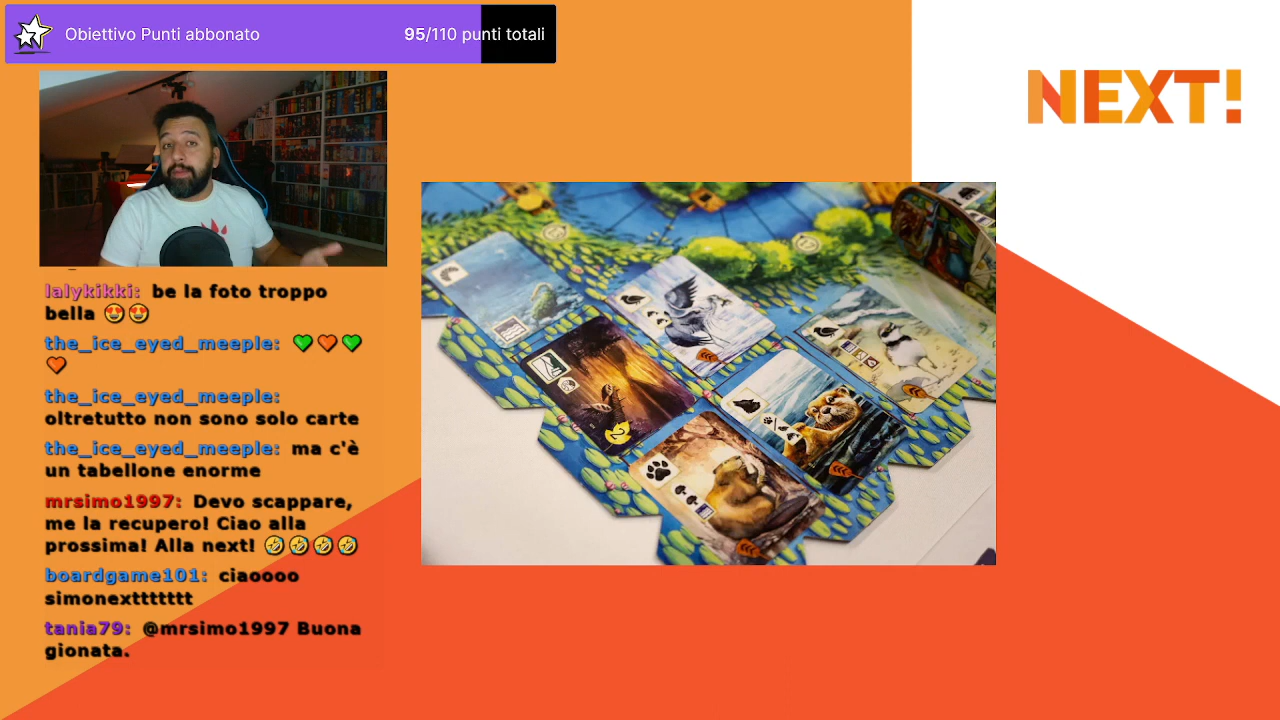 7
Obiettivo Punti abbonato
95/110 punti totali
NEXT!
lalykikki: be la foto troppo
bella 😍😍
the_ice_eyed_meeple: 💚🧡💚
🧡
the_ice_eyed_meeple:
oltretutto non sono solo carte
the_ice_eyed_meeple: ma c'è
un tabellone enorme
mrsimo1997: Devo scappare,
me la recupero! Ciao alla
prossima! Alla next! 🤣🤣🤣🤣
boardgame101: ciaoooo
simonexttttttt
tania79: @mrsimo1997 Buona
gionata.
2